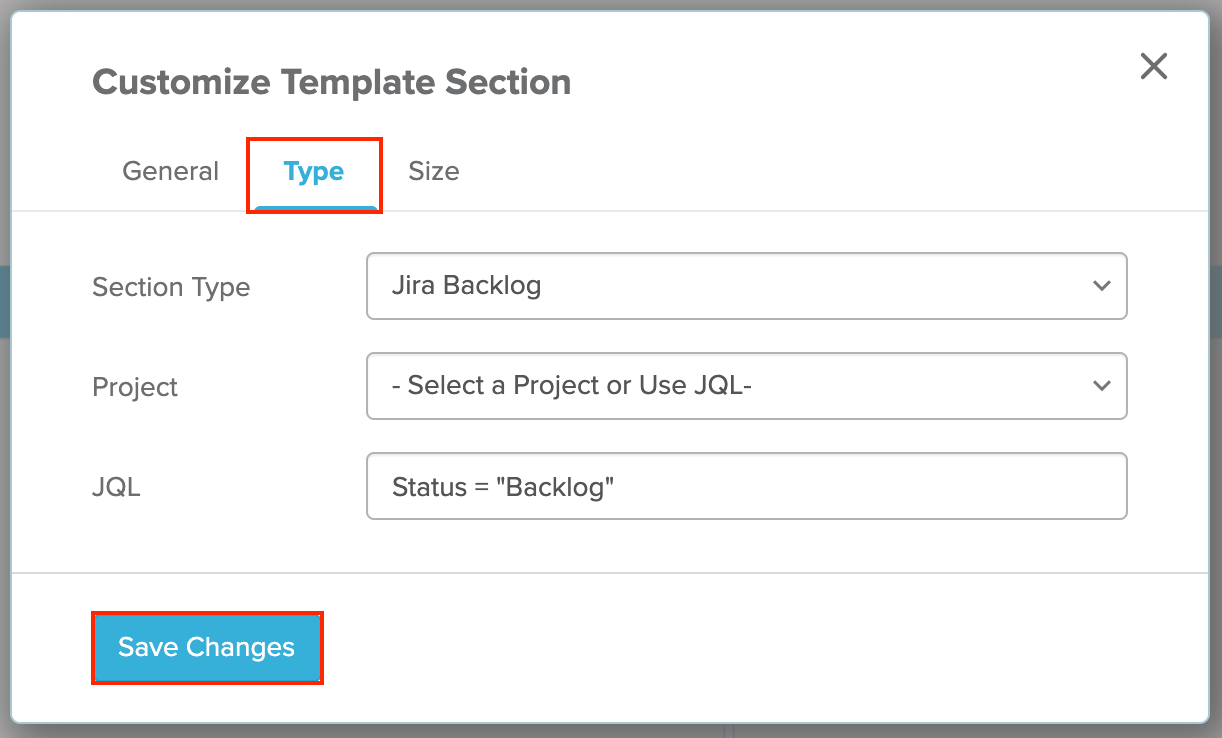 Customize Template Section
General Type Size
Section Type Jira Backlog
Project - Select a Project or Use JQL-
JQL Status = "Backlog"
Save Changes